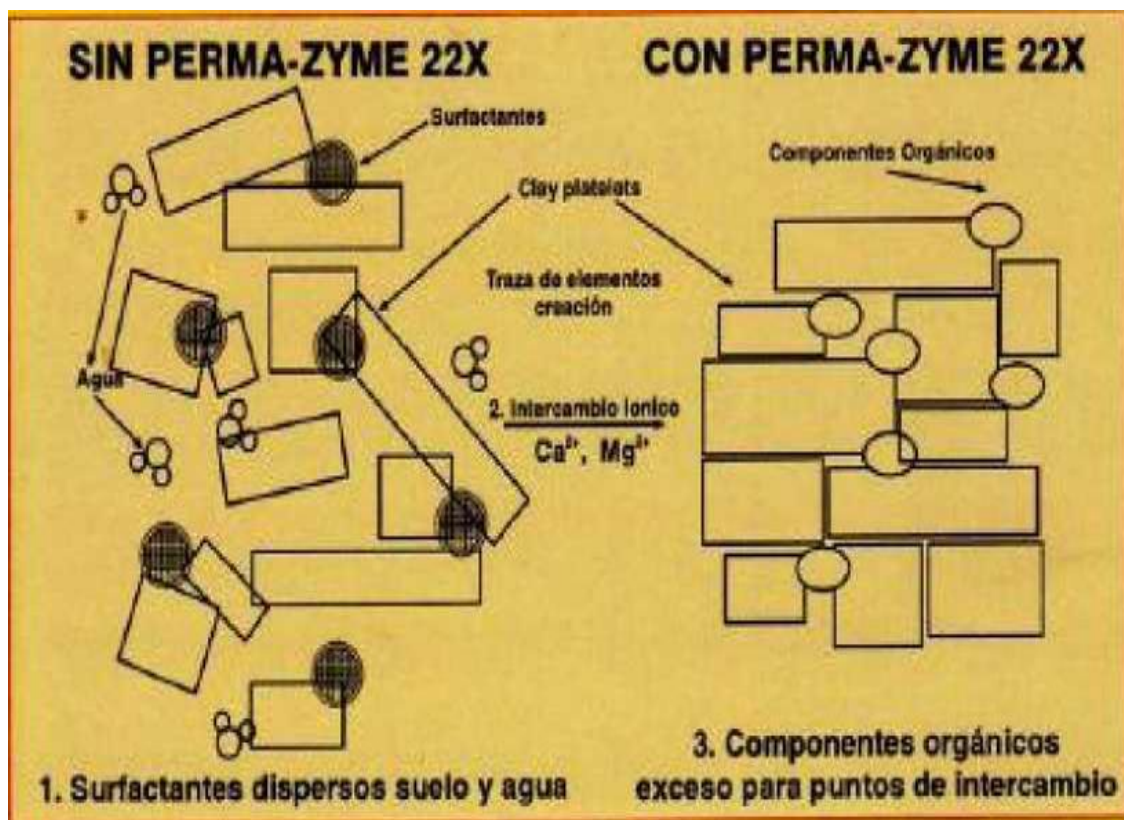 SIN PERMA-ZYME 22X
CON PERMA-ZYME 22X
Surfactantes
Componentes Orgánicos
Clay platelats
Traza de elementos
creación
Agua
2. Intercambio ionico
Ca²⁺, Mg²⁺
1. Surfactantes dispersos suelo y agua
3. Componentes orgánicos
exceso para puntos de intercambio